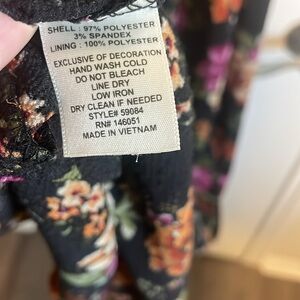 SHELL : 97% POLYESTER
3% SPANDEX
LINING : 100% POLYESTER
EXCLUSIVE OF DECORATION
HAND WASH COLD
DO NOT BLEACH
LINE DRY
LOW IRON
DRY CLEAN IF NEEDED
STYLE# 59084
RN# 146051
MADE IN VIETNAM